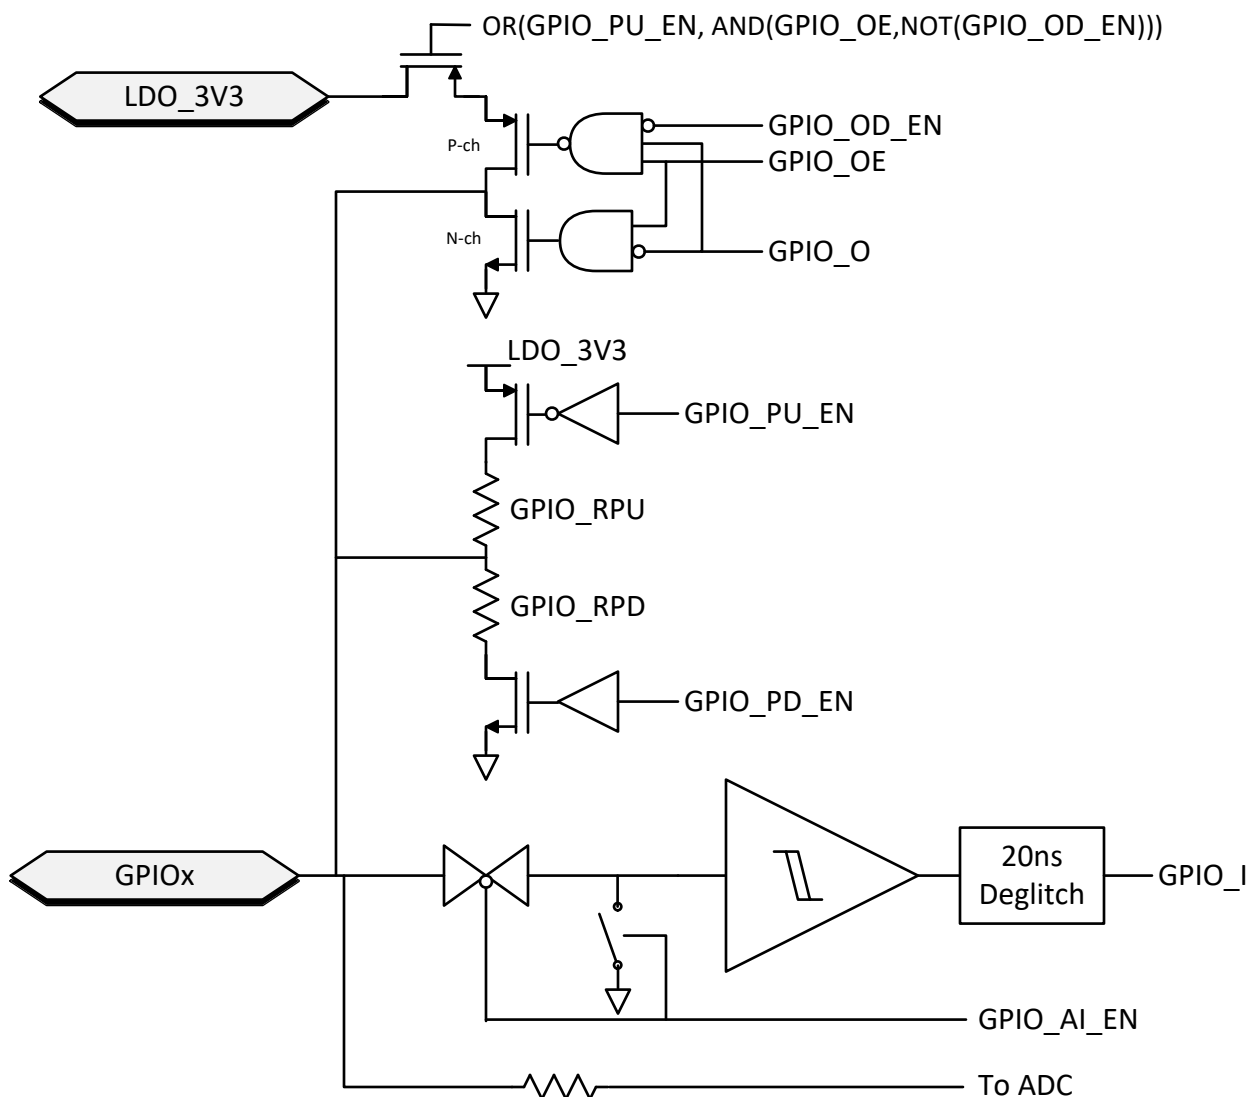 OR(GPIO_PU_EN, AND(GPIO_OE,NOT(GPIO_OD_EN)))
LDO_3V3
GPIO_OD_EN
P-ch
GPIO_OE
N-ch
GPIO_O
LDO_3V3
GPIO_PU_EN
GPIO_RPU
GPIO_RPD
GPIO_PD_EN
GPIOx
20ns
Deglitch
GPIO_I
GPIO_AI_EN
To ADC